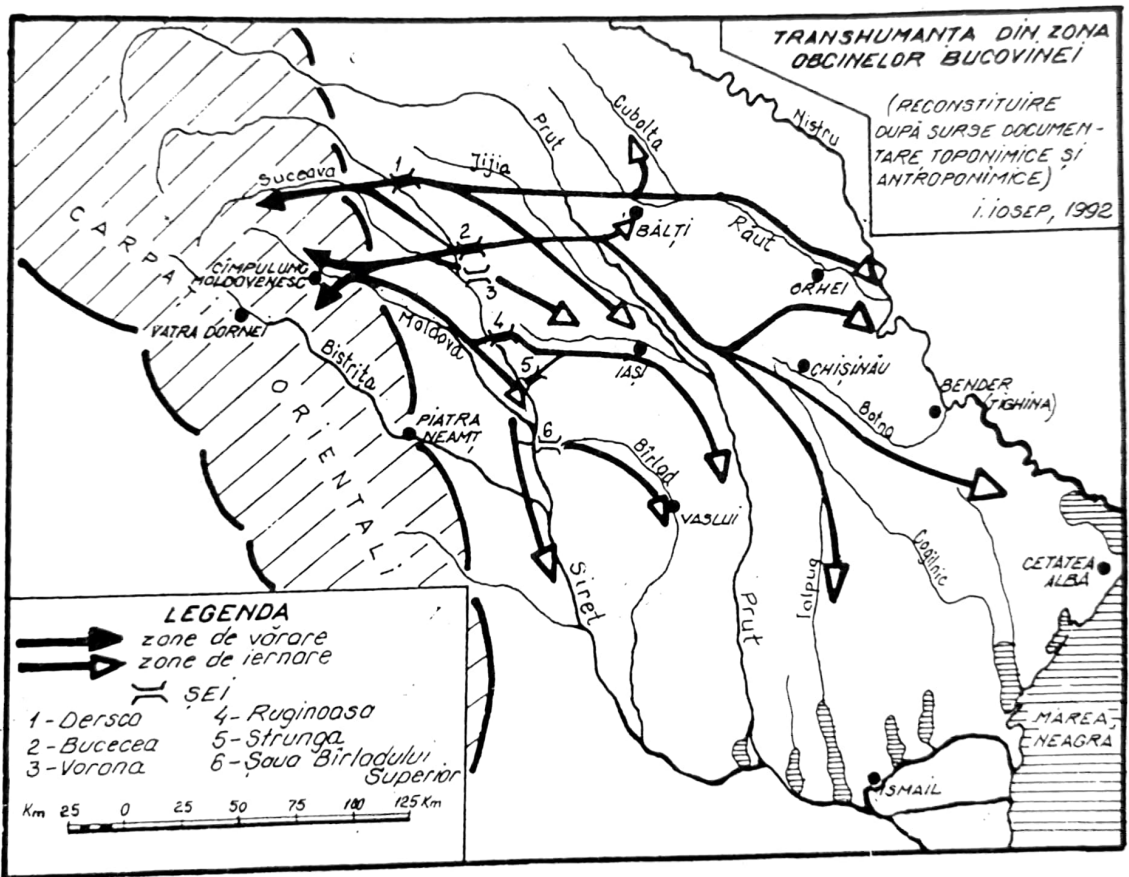 TRANSHUMANȚA DIN ZONA
OBCINELOR BUCOVINEI
(RECONSTITUIRE
DUPĂ SURSE DOCUMEN-
TARE TOPONIMICE ȘI
ANTROPONIMICE)
I. IOSEP, 1992
Nistru
Cubolta
Prut
Jijia
1
Suceava
CARPAȚI
ORIENTALI
2
BĂLȚI
Răut
CÎMPULUNG
MOLDOVENESC
3
ORHEI
VATRA DORNEI
Moldova
4
IAȘI
CHIȘINĂU
Bistrița
5
BENDER
(TIGHINA)
Botna
PIATRA
NEAMȚ
6
Bîrlad
VASLUI
Cogîlnic
CETATEA
ALBĂ
Siret
Prut
Ialpug
MAREA
NEAGRĂ
ISMAIL
LEGENDA
zone de vărare
zone de iernare
ȘEI
1 - Dersca
2 - Bucecea
3 - Vorona
4 - Ruginoasa
5 - Strunga
6 - Șaua Bîrladului
Superior
Km 25 0 25 50 75 100 125 Km